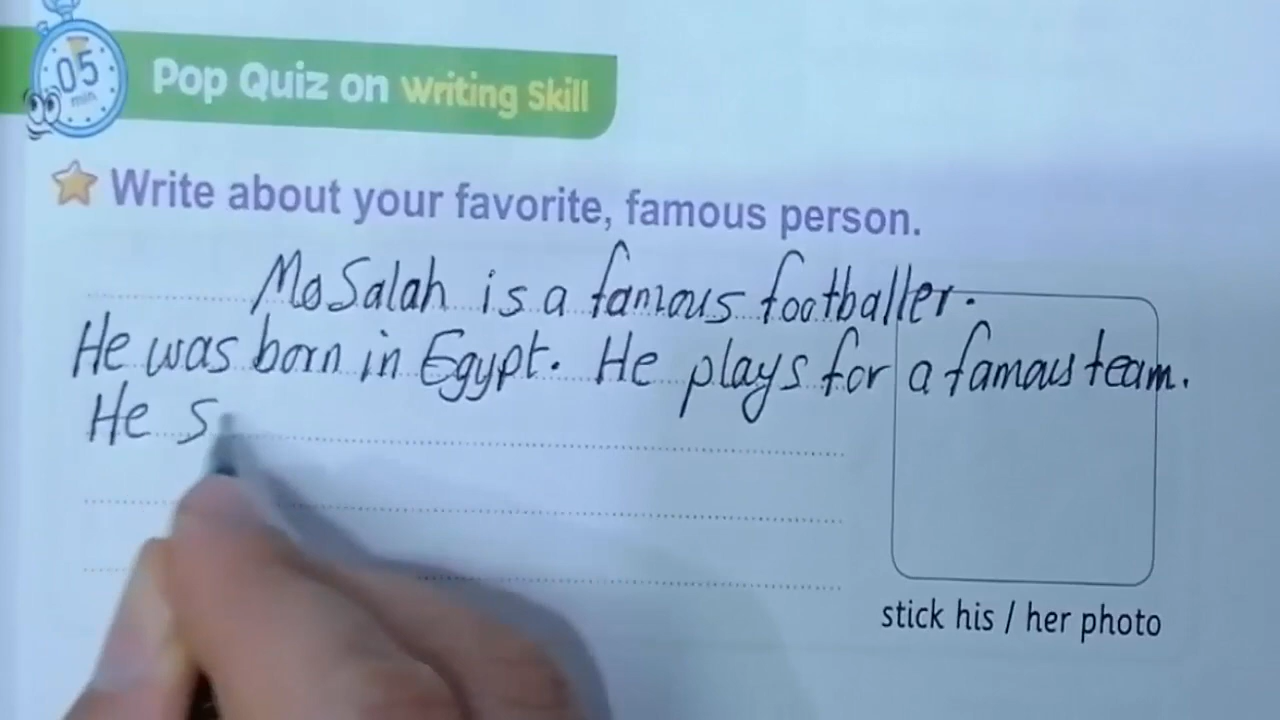 05
min
Pop Quiz on Writing Skill
Write about your favorite, famous person.
Mo Salah is a famous footballer.
He was born in Egypt. He plays for a famous team.
He s
stick his / her photo